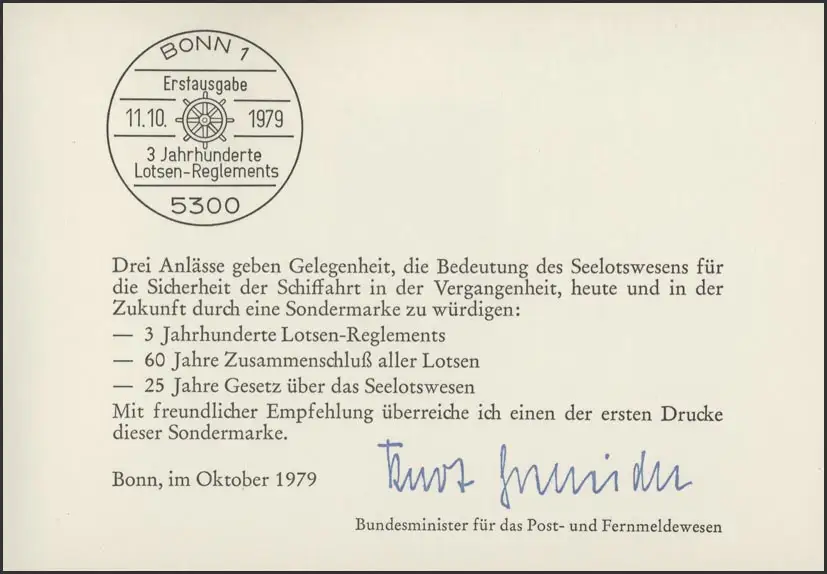 BONN 1
Erstausgabe
11.10. 1979
3 Jahrhunderte
Lotsen-Reglements
5300
Drei Anlässe geben Gelegenheit, die Bedeutung des Seelotswesens für
die Sicherheit der Schiffahrt in der Vergangenheit, heute und in der
Zukunft durch eine Sondermarke zu würdigen:
— 3 Jahrhunderte Lotsen-Reglements
— 60 Jahre Zusammenschluß aller Lotsen
— 25 Jahre Gesetz über das Seelotswesen
Mit freundlicher Empfehlung überreiche ich einen der ersten Drucke
dieser Sondermarke.
Bonn, im Oktober 1979
Kurt Gscheidle
Bundesminister für das Post- und Fernmeldewesen